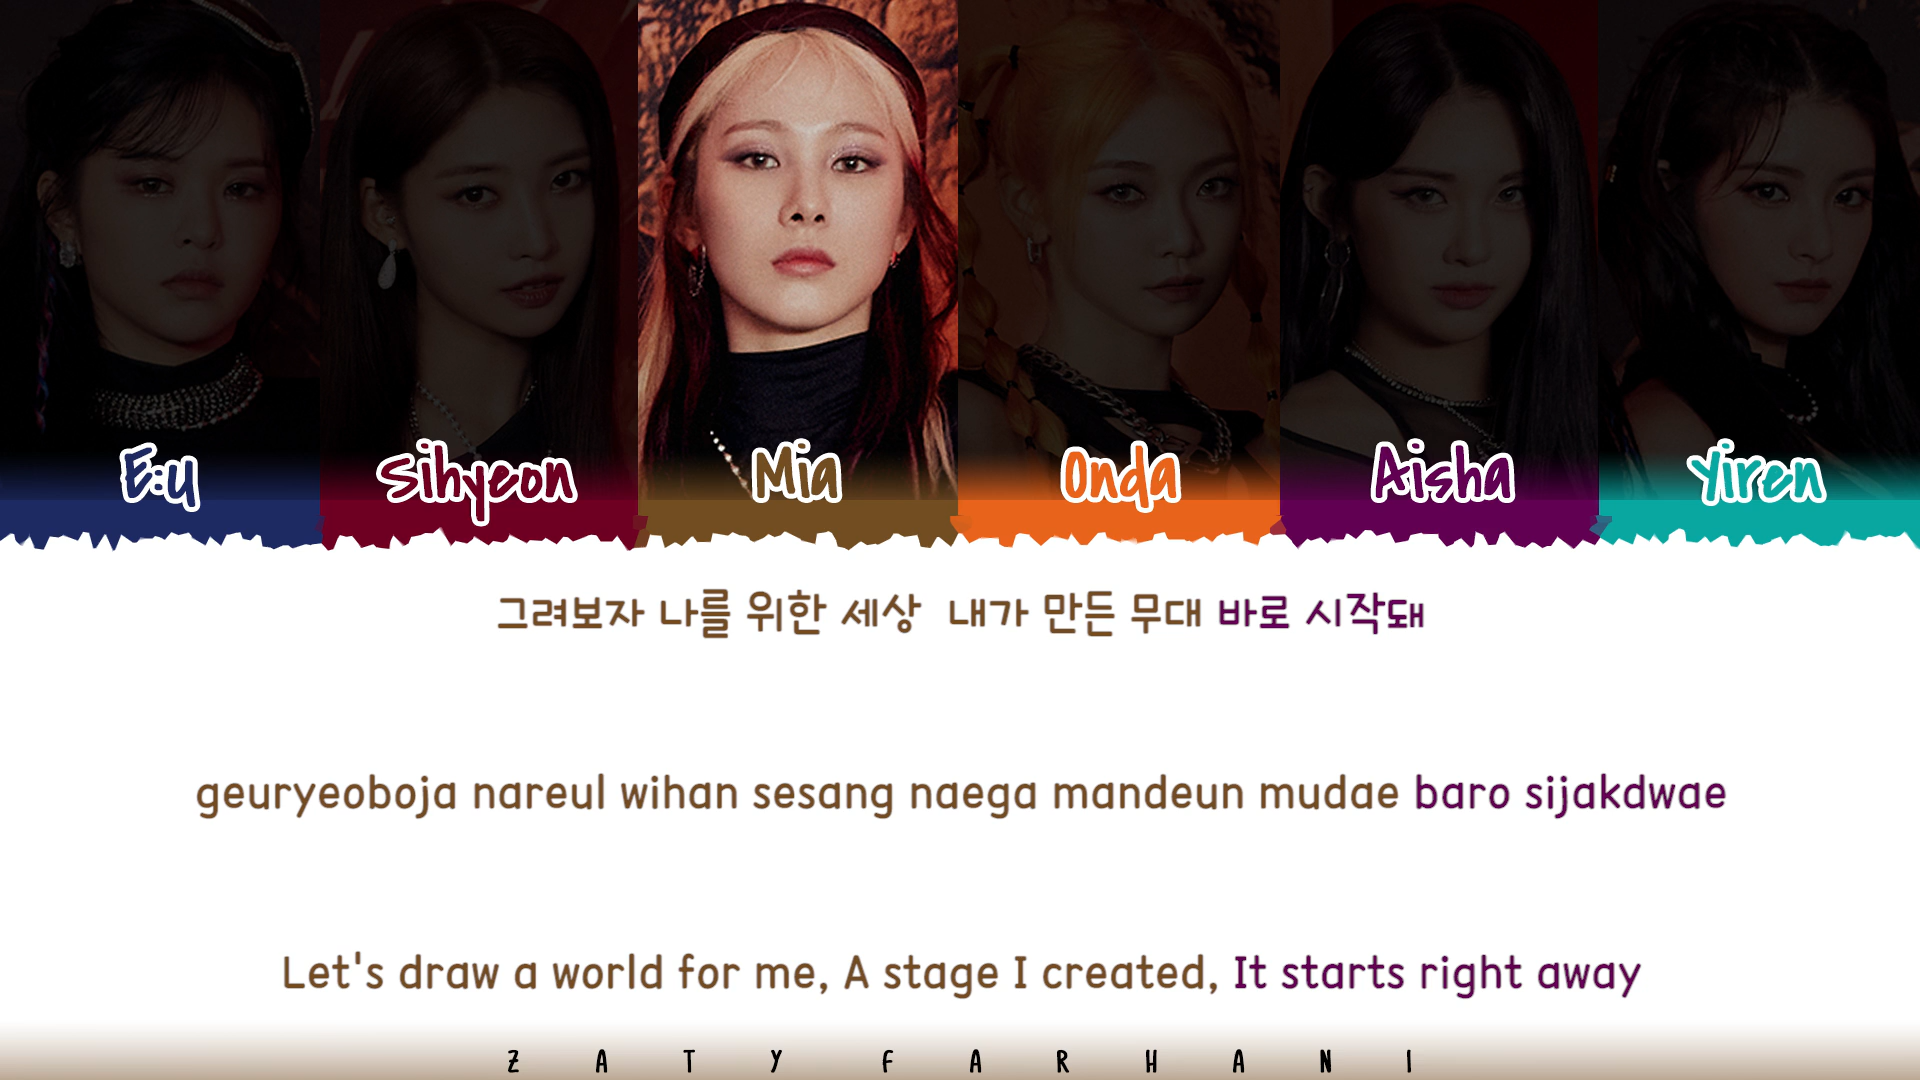 E:U Sihyeon Mia Onda Aisha Yiren
그려보자 나를 위한 세상 내가 만든 무대 바로 시작돼
geuryeoboja nareul wihan sesang naega mandeun mudae baro sijakdwae
Let's draw a world for me, A stage I created, It starts right away
ZATY FARHANI